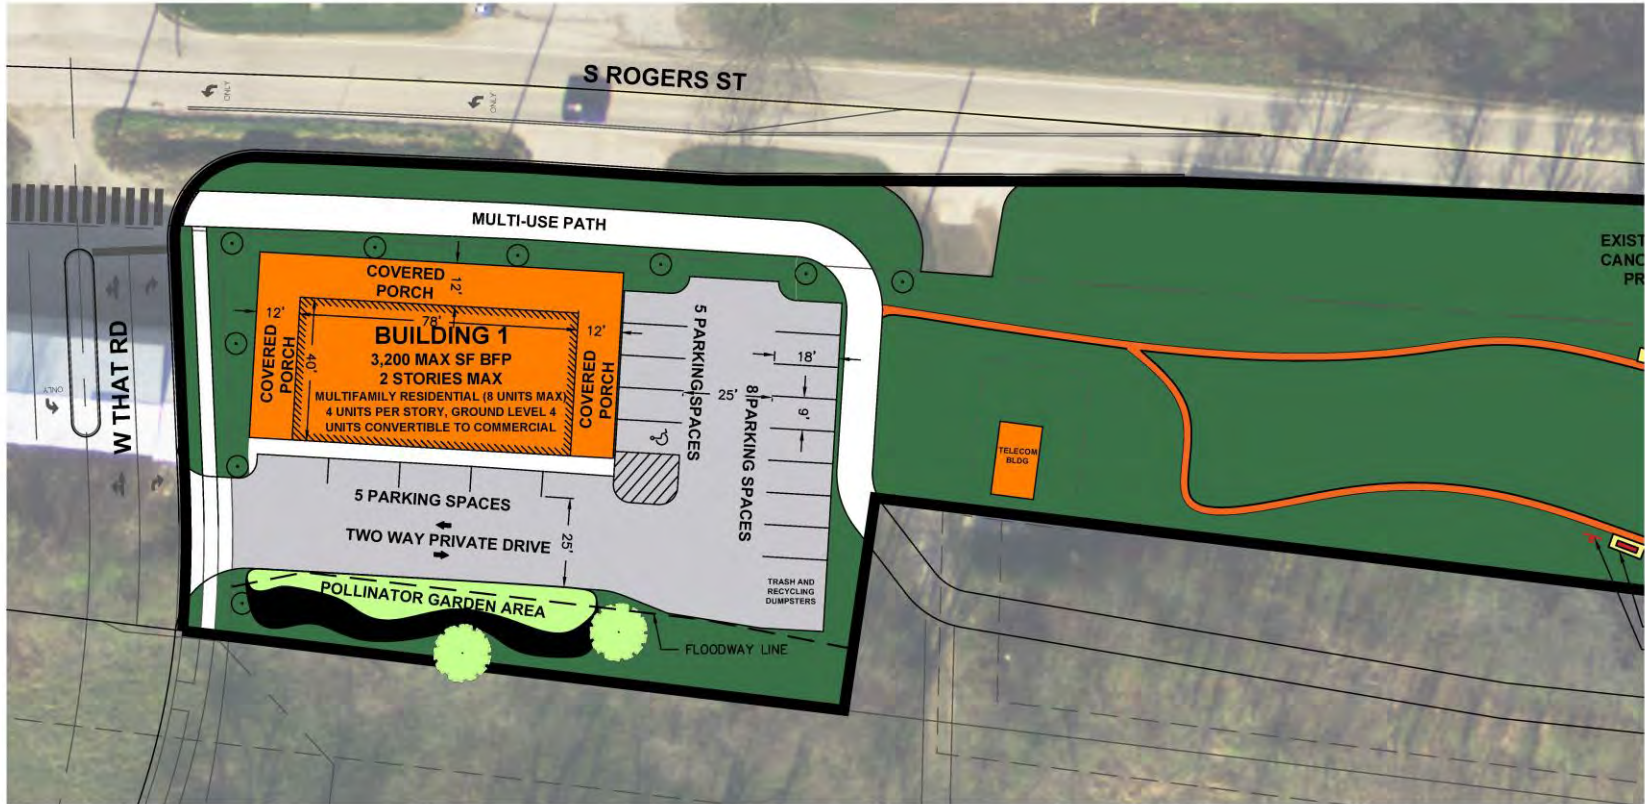 S ROGERS ST
ONLY
ONLY
MULTI-USE PATH
EXIST
CANO
PR
COVERED
PORCH
12'
12'
78'
12'
BUILDING 1
3,200 MAX SF BFP
2 STORIES MAX
MULTIFAMILY RESIDENTIAL (8 UNITS MAX)
4 UNITS PER STORY, GROUND LEVEL 4
UNITS CONVERTIBLE TO COMMERCIAL
40'
COVERED
PORCH
COVERED
PORCH
5 PARKING SPACES
25'
8 PARKING SPACES
18'
9'
W THAT RD
ONLY
TELECOM
BLDG
5 PARKING SPACES
TWO WAY PRIVATE DRIVE
25'
TRASH AND
RECYCLING
DUMPSTERS
POLLINATOR GARDEN AREA
FLOODWAY LINE